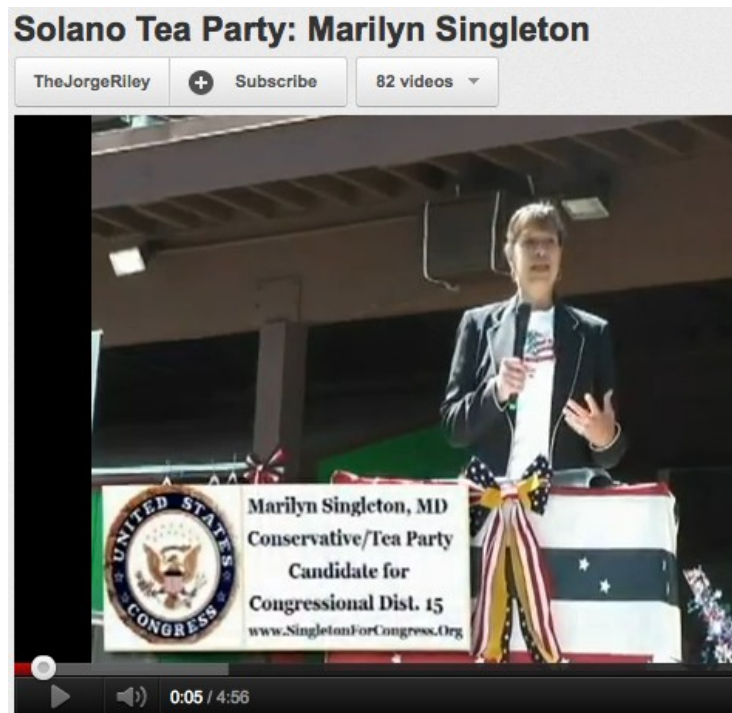 Solano Tea Party: Marilyn Singleton
TheJorgeRiley
Subscribe
82 videos
UNITED STATES
CONGRESS
Marilyn Singleton, MD
Conservative/Tea Party
Candidate for
Congressional Dist. 15
www.SingletonForCongress.Org
0:05 / 4:56